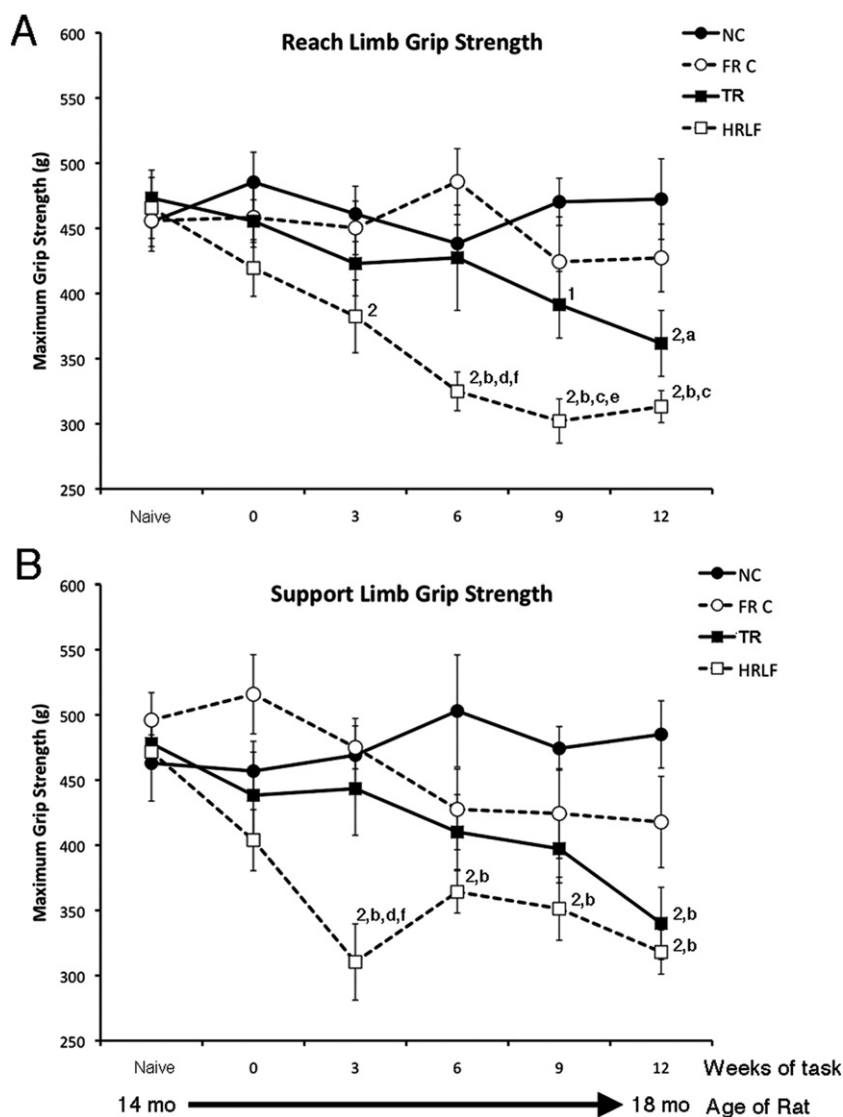 A
Reach Limb Grip Strength
NC
FR C
TR
HRLF
Maximum Grip Strength (g)
600
550
500
450
400
350
300
250
2
2,b,d,f
1
2,b,c,e
2,a
2,b,c
Naive 0 3 6 9 12
B
Support Limb Grip Strength
NC
FR C
TR
HRLF
Maximum Grip Strength (g)
600
550
500
450
400
350
300
250
2,b,d,f
2,b
2,b
2,b
2,b
Naive 0 3 6 9 12 Weeks of task
14 mo 18 mo Age of Rat